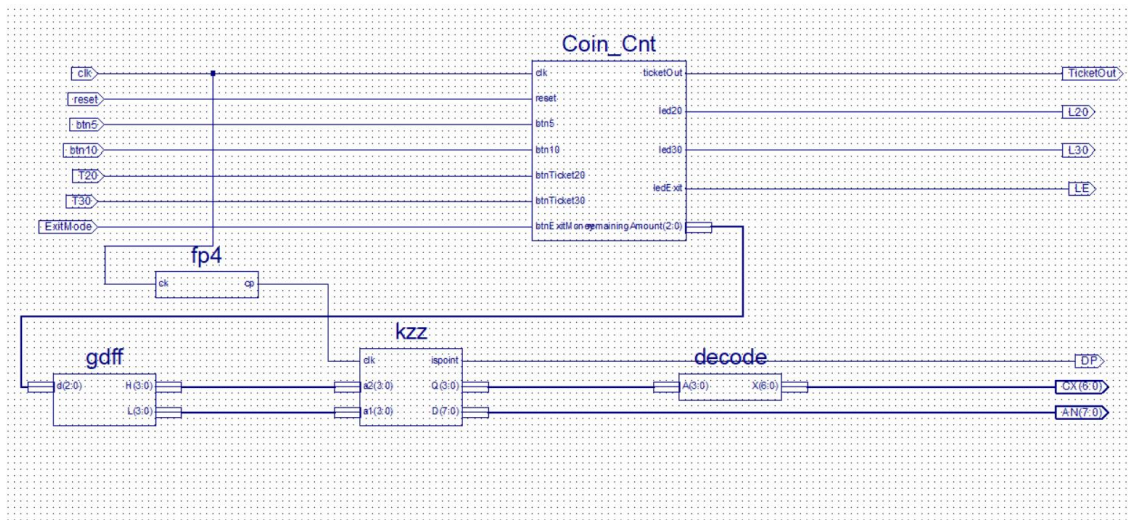 Coin_Cnt
clk
clk
ticketOut
TicketOut
reset
reset
led20
L20
btn5
btn5
btn10
btn10
led30
L30
T20
btnTicket20
ledExit
LE
T30
btnTicket30
ExitMode
btnExitMoney
remainingAmount(2:0)
fp4
clk
cp
kzz
gdff
decode
clk
ispoint
DP
d(2:0)
H(3:0)
a2(3:0)
Q(3:0)
A(3:0)
X(6:0)
CX(6:0)
L(3:0)
a1(3:0)
D(7:0)
AN(7:0)